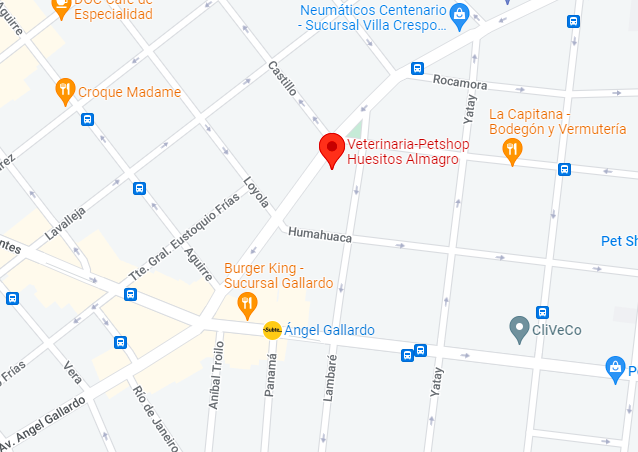 DOC Café de
Especialidad
Aguirre
Neumáticos Centenario
- Sucursal Villa Crespo...
Castillo
Rocamora
Croque Madame
Yatay
La Capitana -
Bodegón y Vermutería
Veterinaria-Petshop
Huesitos Almagro
Loyola
Lavalleja
Tte. Gral. Eustoquio Frías
Humahuaca
Pet Sh
Aguirre
Burger King -
Sucursal Gallardo
Subte
Ángel Gallardo
CliVeCo
Vera
Frías
Aníbal Troilo
Panamá
Lambaré
Yatay
Río de Janeiro
Av. Ángel Gallardo